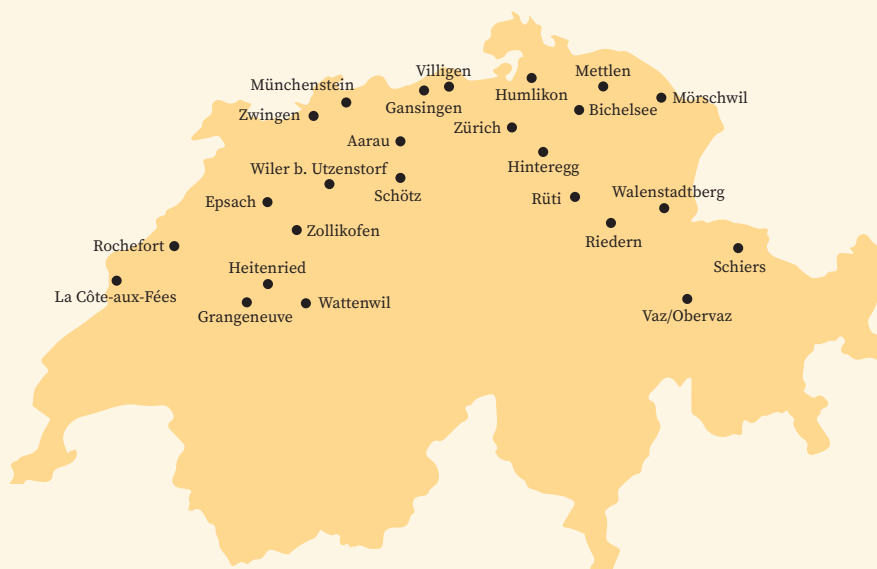 Villigen
Mettlen
Münchenstein
Humlikon
Mörschwil
Gansingen
Bichelsee
Zwingen
Zürich
Aarau
Hinteregg
Wiler b. Utzenstorf
Schötz
Walenstadtberg
Rüti
Epsach
Zollikofen
Riedern
Rochefort
Schiers
Heitenried
La Côte-aux-Fées
Wattenwil
Grangeneuve
Vaz/Obervaz